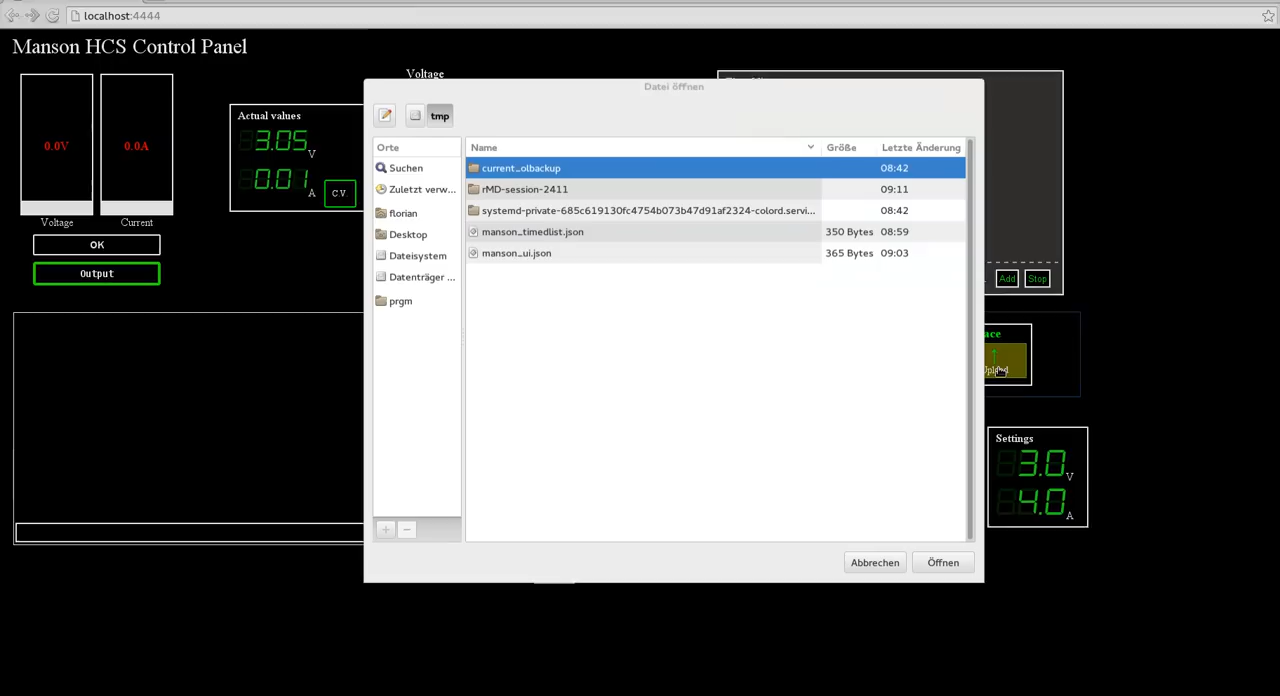 localhost:4444
Manson HCS Control Panel
0.0V
0.0A
Voltage
Current
OK
Output
Actual values
3.05 V
0.01 A
C.V.
Voltage
Datei öffnen
tmp
Orte
Suchen
Zuletzt verw...
florian
Desktop
Dateisystem
Datenträger ...
prgm
Name Größe Letzte Änderung
current_olbackup 08:42
rMD-session-2411 09:11
systemd-private-685c619130fc4754b073b47d91af2324-colord.servi... 08:42
manson_timedlist.json 350 Bytes 08:59
manson_ui.json 365 Bytes 09:03
Abbrechen
Öffnen
Add
Stop
Upload
Settings
3.0 V
4.0 A